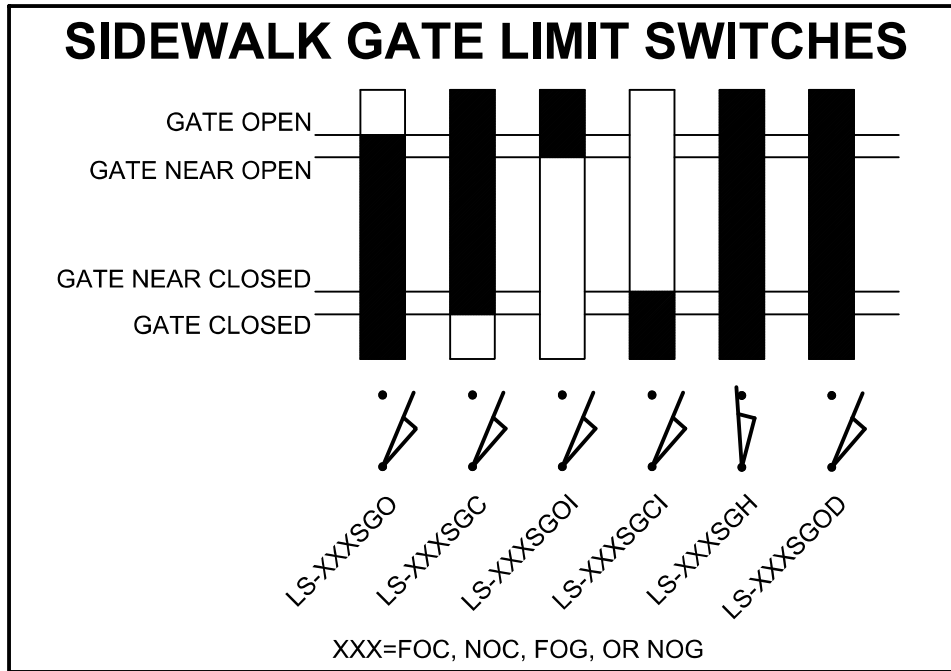 SIDEWALK GATE LIMIT SWITCHES
GATE OPEN
GATE NEAR OPEN
GATE NEAR CLOSED
GATE CLOSED
LS-XXXSGO
LS-XXXSGC
LS-XXXSGOI
LS-XXXSGCI
LS-XXXSGH
LS-XXXSGOD
XXX=FOC, NOC, FOG, OR NOG